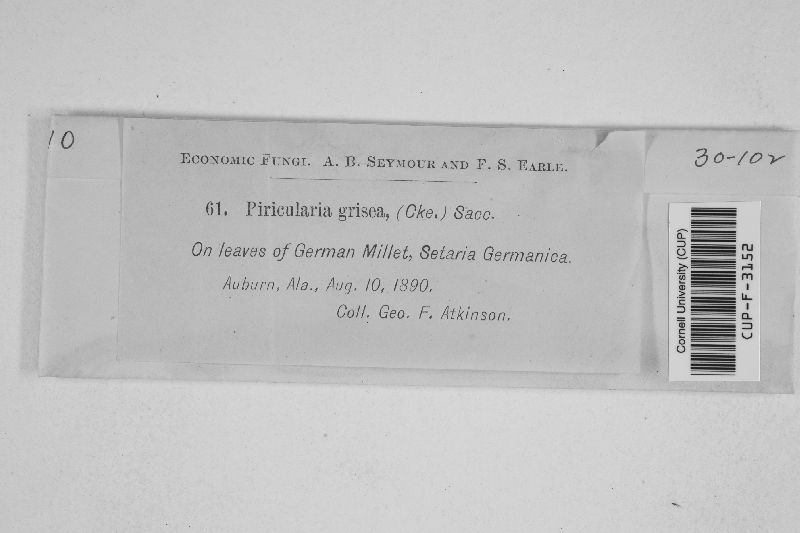 10
ECONOMIC FUNGI. A. B. SEYMOUR AND F. S. EARLE.
61. Piricularia grisea, (Cke.) Sacc.
On leaves of German Millet, Setaria Germanica.
Auburn, Ala., Aug. 10, 1890.
Coll. Geo. F. Atkinson.
30-102
Cornell University (CUP)
CUP-F-3152